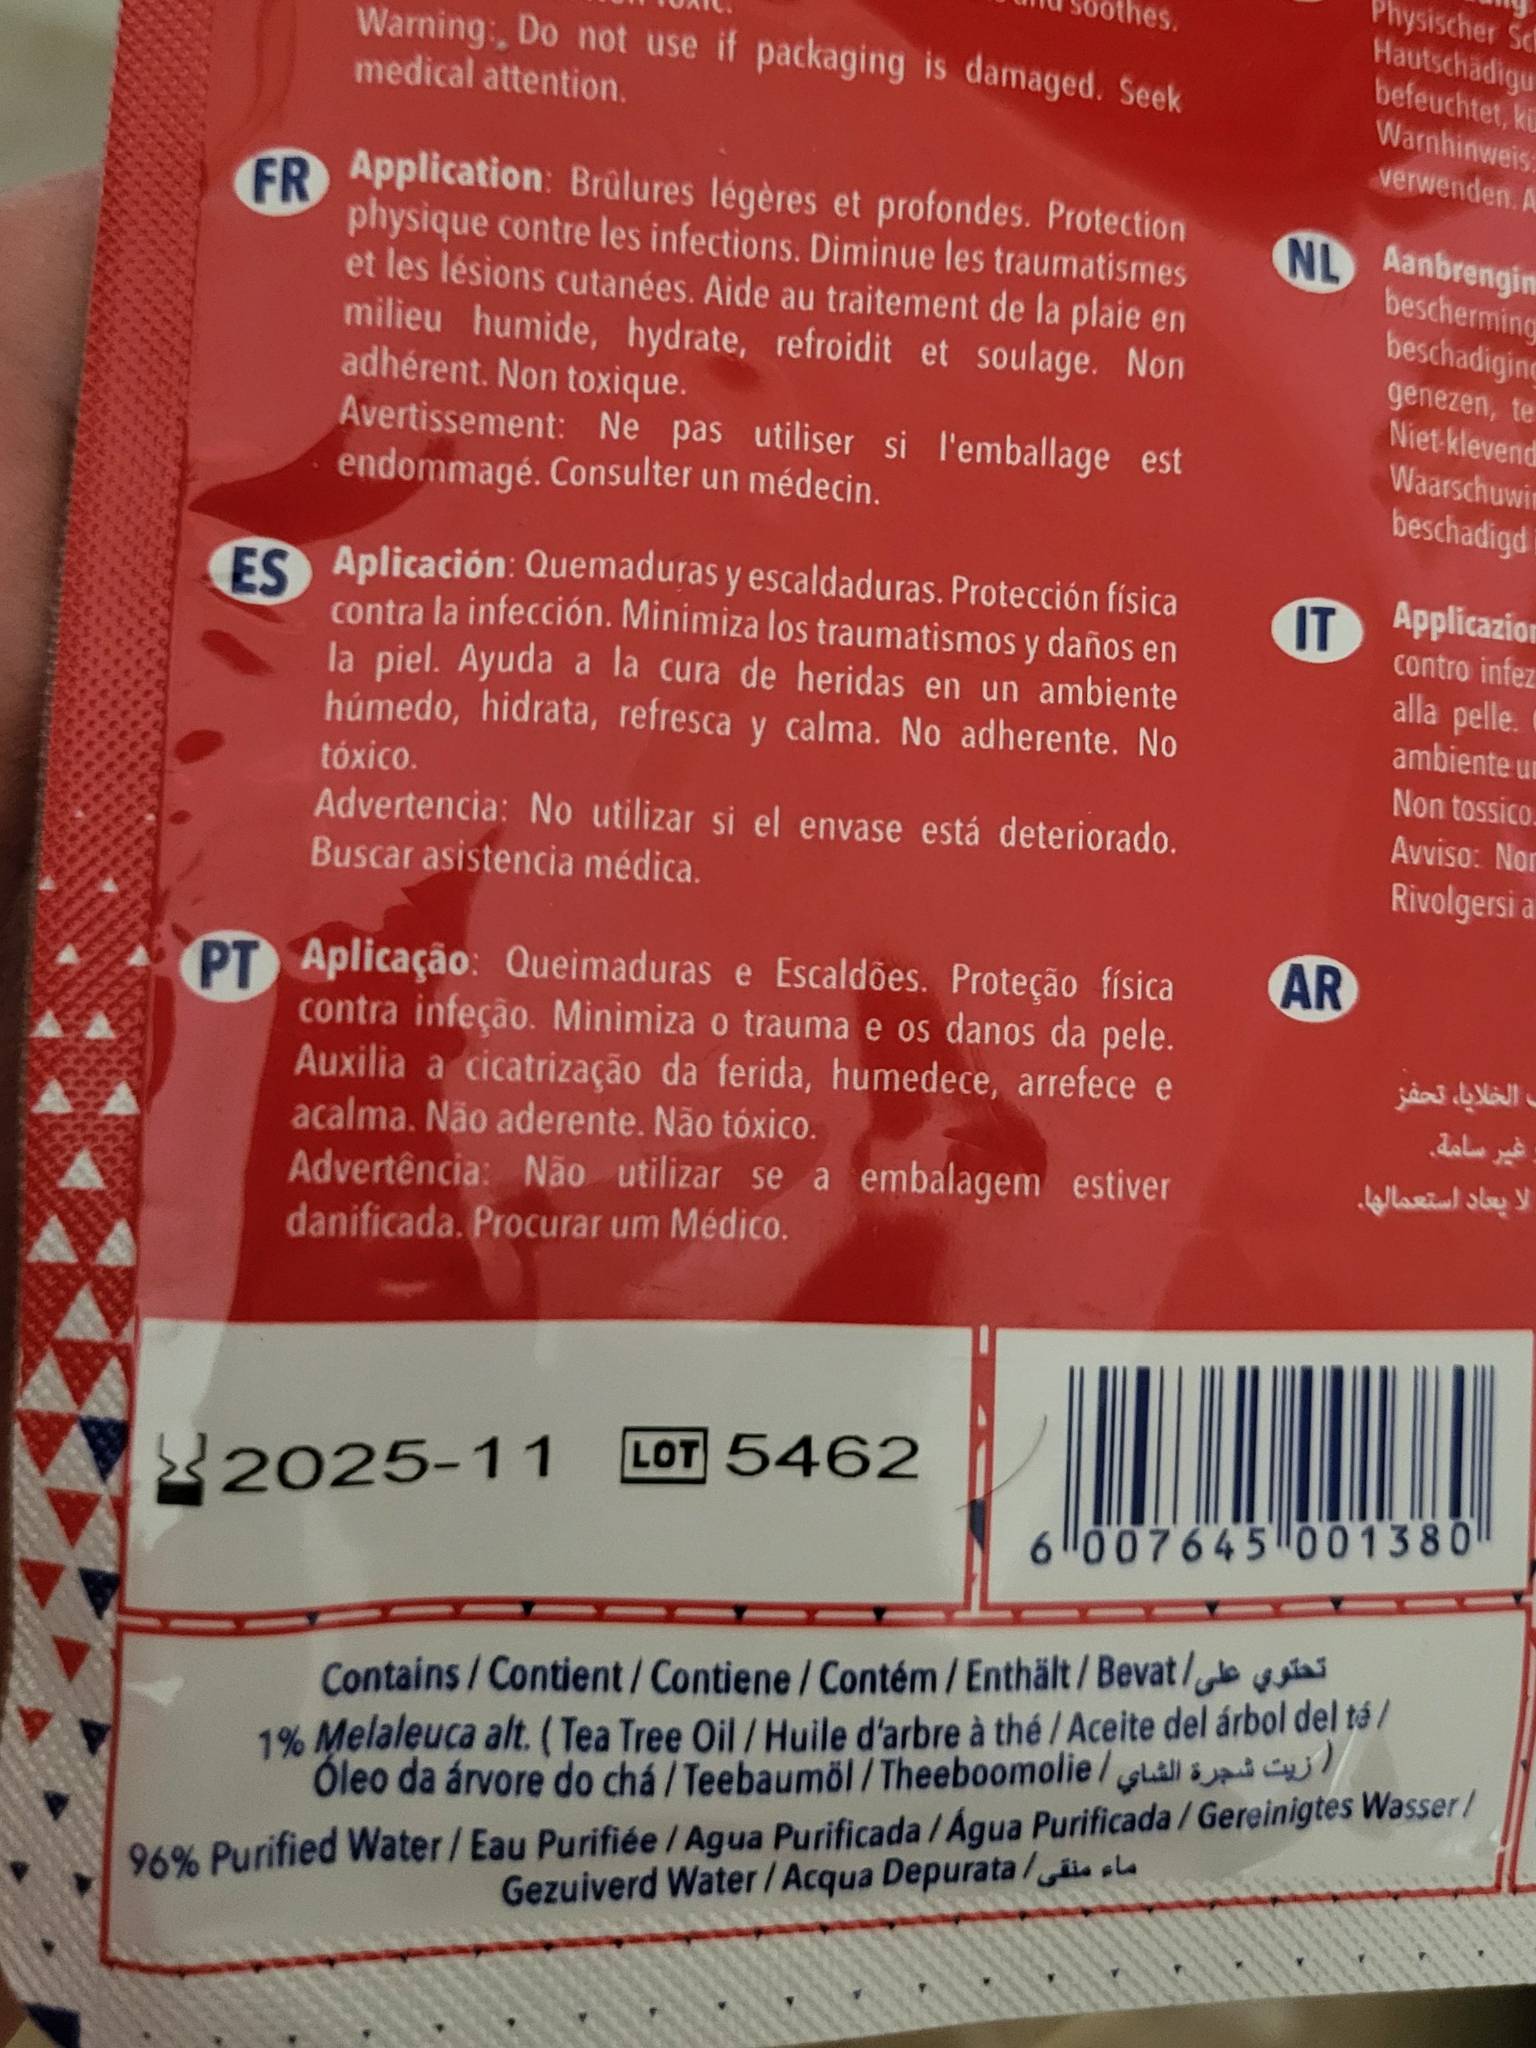 soothes.
Warning: Do not use if packaging is damaged. Seek
medical attention.
FR Application: Brûlures légères et profondes. Protection
physique contre les infections. Diminue les traumatismes
et les lésions cutanées. Aide au traitement de la plaie en
milieu humide, hydrate, refroidit et soulage. Non
adhérent. Non toxique.
Avertissement: Ne pas utiliser si l'emballage est
endommagé. Consulter un médecin.
ES Aplicación: Quemaduras y escaldaduras. Protección física
contra la infección. Minimiza los traumatismos y daños en
la piel. Ayuda a la cura de heridas en un ambiente
húmedo, hidrata, refresca y calma. No adherente. No
tóxico.
Advertencia: No utilizar si el envase está deteriorado.
Buscar asistencia médica.
PT Aplicação: Queimaduras e Escaldões. Proteção física
contra infeção. Minimiza o trauma e os danos da pele.
Auxilia a cicatrização da ferida, humedece, arrefece e
acalma. Não aderente. Não tóxico.
Advertência: Não utilizar se a embalagem estiver
danificada. Procurar um Médico.
Physischer
Hautschädigu
befeuchtet,
Warnhinweis:
verwenden. A
NL Aanbrengin
bescherming
beschadiging
genezen, te
Niet-klevend
Waarschuwi
beschadigd
IT Applicazion
contro infez
alla pelle.
ambiente
Non tossico.
Avviso: Non
Rivolgersi a
AR
الخلايا، تحفز
غير سامة.
لا يعاد استعمالها.
2025-11 LOT 5462
6 007645 001380
Contains / Contient / Contiene / Contém / Enthält / Bevat / تحتوي على
1% Melaleuca alt. ( Tea Tree Oil / Huile d'arbre à thé / Aceite del árbol del té /
Óleo da árvore do chá / Teebaumöl / Theeboomolie / زيت شجرة الشاي )
96% Purified Water / Eau Purifiée / Agua Purificada / Água Purificada / Gereinigtes Wasser /
Gezuiverd Water / Acqua Depurata / ماء منقى